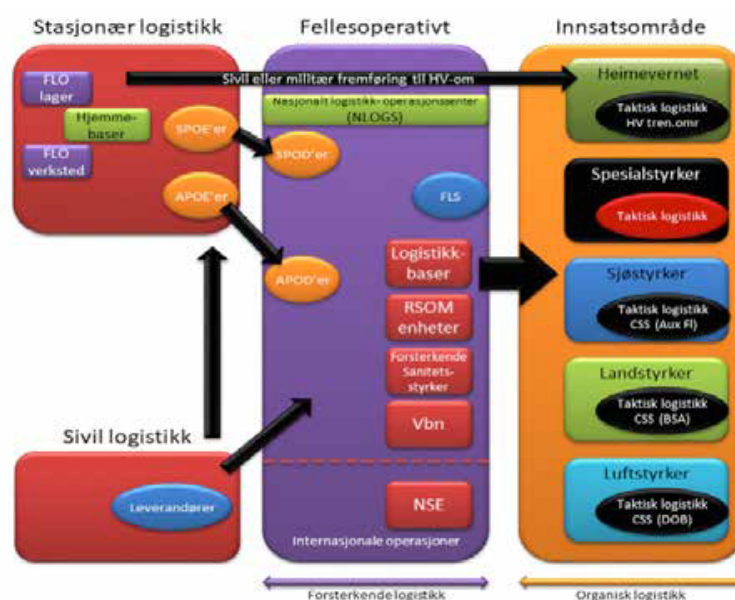 Stasjonær logistikk
Fellesoperativt
Innsatsområde
FLO
lager
Hjemme-
baser
FLO
verksted
SPOE'er
APOE'er
Sivil eller militær fremføring til HV-om
Nasjonalt logistikk- operasjonssenter
(NLOGS)
SPOD'er
FLS
APOD'er
Logistikk-
baser
RSOM
enheter
Forsterkende
Sanitets-
styrker
Vbn
NSE
Internasjonale operasjoner
Heimevernet
Taktisk logistikk
HV tren.omr
Spesialstyrker
Taktisk logistikk
Sjøstyrker
Taktisk logistikk
CSS (Aux Fl)
Landstyrker
Taktisk logistikk
CSS (BSA)
Luftstyrker
Taktisk logistikk
CSS (DOB)
Sivil logistikk
Leverandører
Forsterkende logistikk
Organisk logistikk